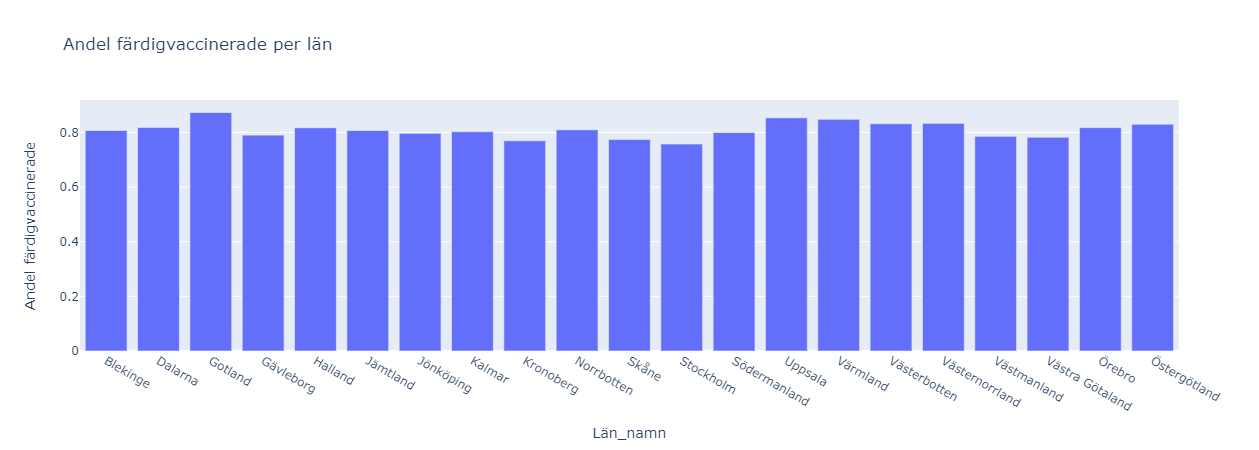 Andel färdigvaccinerade per län
Andel färdigvaccinerade
0.8
0.6
0.4
0.2
0
Blekinge
Dalarna
Gotland
Gävleborg
Halland
Jämtland
Jönköping
Kalmar
Kronoberg
Norrbotten
Skåne
Stockholm
Södermanland
Uppsala
Värmland
Västerbotten
Västernorrland
Västmanland
Västra Götaland
Örebro
Östergötland
Län_namn